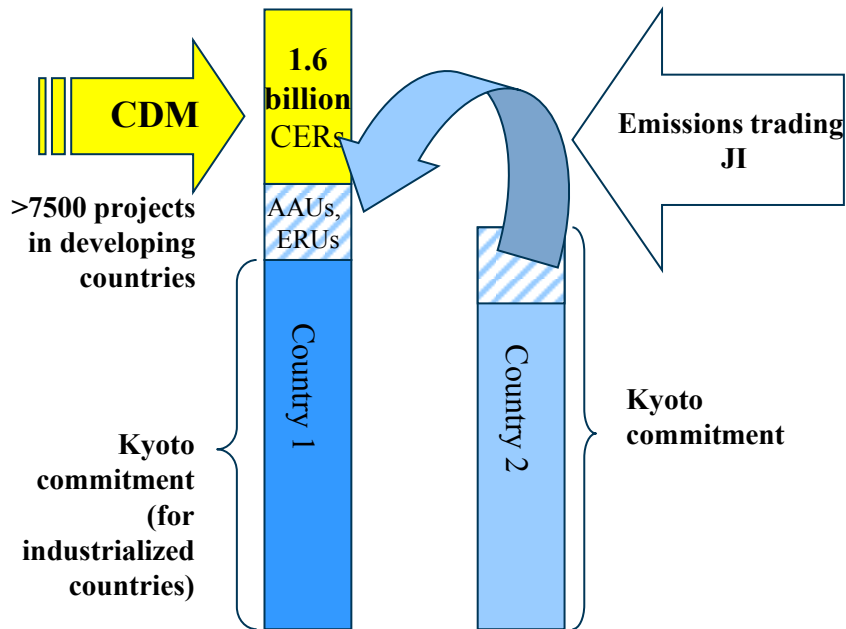 1.6
billion
CERs
CDM
Emissions trading
JI
>7500 projects
in developing
countries
AAUs,
ERUs
Country 1
Country 2
Kyoto
commitment
(for
industrialized
countries)
Kyoto
commitment